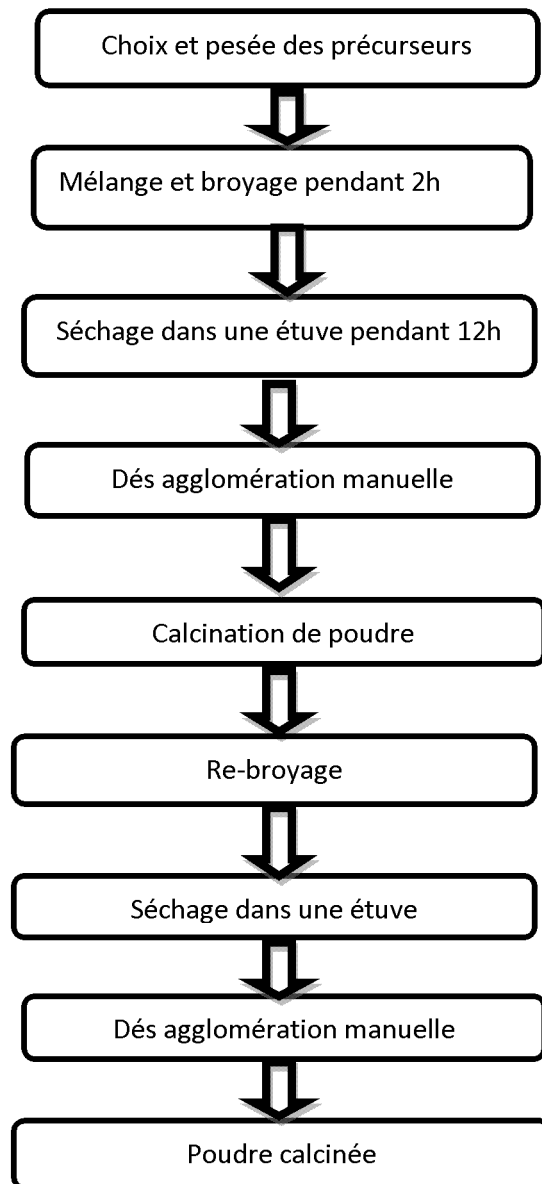 Choix et pesée des précurseurs
Mélange et broyage pendant 2h
Séchage dans une étuve pendant 12h
Dés agglomération manuelle
Calcination de poudre
Re-broyage
Séchage dans une étuve
Dés agglomération manuelle
Poudre calcinée